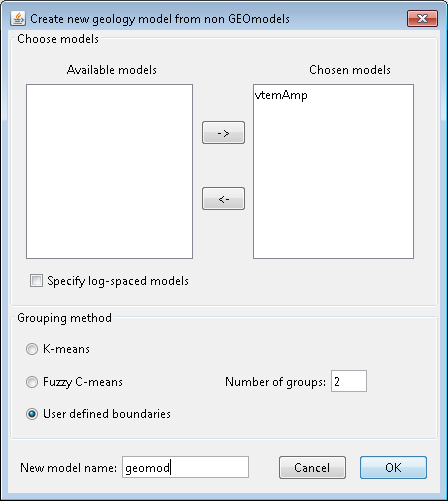 Create new geology model from non GEOmodels
Choose models
Available models
Chosen models
vtemAmp
->
<-
Specify log-spaced models
Grouping method
K-means
Fuzzy C-means
Number of groups: 2
User defined boundaries
New model name: geomod
Cancel
OK